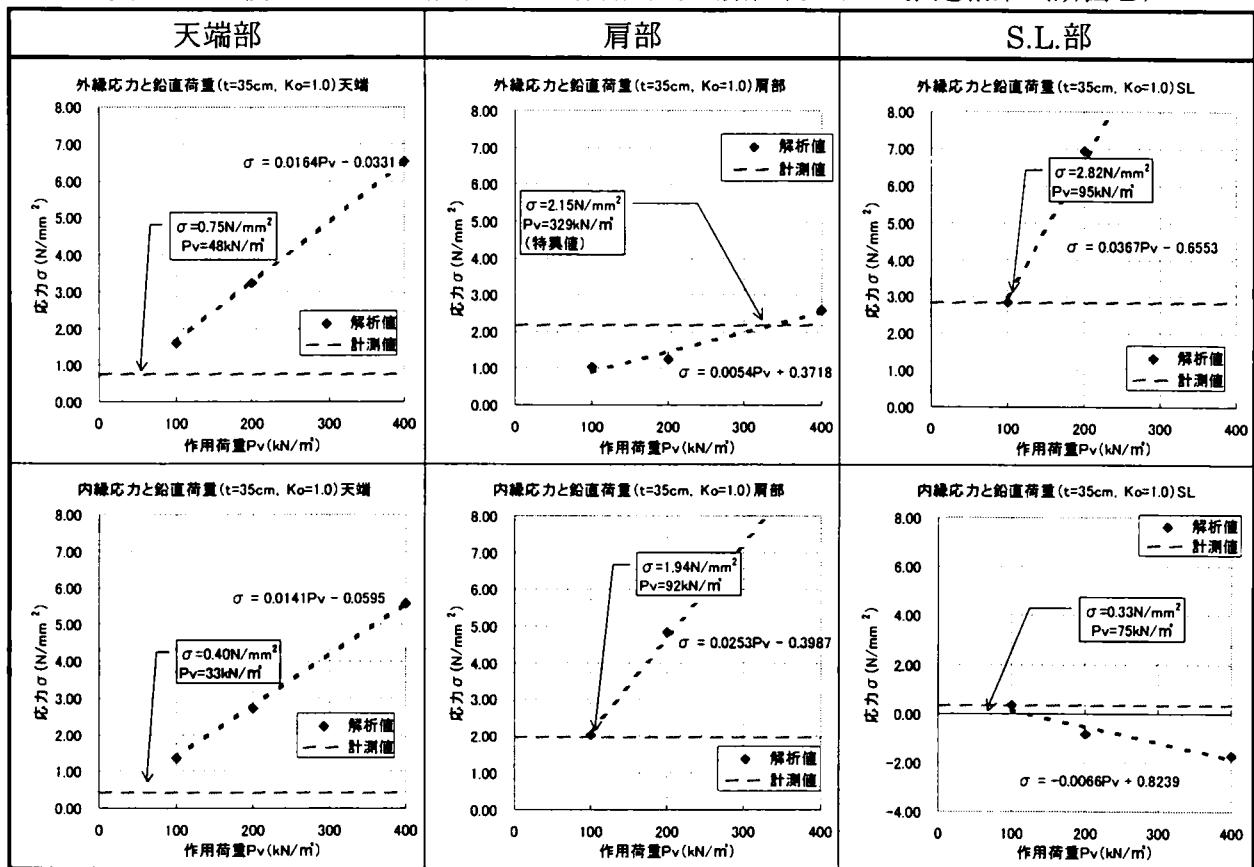 天端部
肩部
S.L.部
外縁応力と鉛直荷重(t=35cm, Ko=1.0)天端
8.00
7.00
6.00
5.00
4.00
3.00
2.00
1.00
0.00
応力σ(N/mm²)
σ = 0.0164Pv − 0.0331
σ=0.75N/mm²
Pv=48kN/㎡
解析値
計測値
0 100 200 300 400
作用荷重Pv(kN/㎡)
外縁応力と鉛直荷重(t=35cm, Ko=1.0)肩部
8.00
7.00
6.00
5.00
4.00
3.00
2.00
1.00
0.00
応力σ(N/mm²)
解析値
計測値
σ=2.15N/mm²
Pv=329kN/㎡
(特異値)
σ = 0.0054Pv + 0.3718
0 100 200 300 400
作用荷重Pv(kN/㎡)
外縁応力と鉛直荷重(t=35cm, Ko=1.0)SL
8.00
7.00
6.00
5.00
4.00
3.00
2.00
1.00
0.00
応力σ(N/mm²)
σ=2.82N/mm²
Pv=95kN/㎡
σ = 0.0367Pv − 0.6553
解析値
計測値
0 100 200 300 400
作用荷重Pv(kN/㎡)
内縁応力と鉛直荷重(t=35cm, Ko=1.0)天端
8.00
7.00
6.00
5.00
4.00
3.00
2.00
1.00
0.00
応力σ(N/mm²)
σ = 0.0141Pv − 0.0595
σ=0.40N/mm²
Pv=33kN/㎡
解析値
計測値
0 100 200 300 400
作用荷重Pv(kN/㎡)
内縁応力と鉛直荷重(t=35cm, Ko=1.0)肩部
8.00
7.00
6.00
5.00
4.00
3.00
2.00
1.00
0.00
応力σ(N/mm²)
σ=1.94N/mm²
Pv=92kN/㎡
σ = 0.0253Pv − 0.3987
解析値
計測値
0 100 200 300 400
作用荷重Pv(kN/㎡)
内縁応力と鉛直荷重(t=35cm, Ko=1.0)SL
8.00
6.00
4.00
2.00
0.00
−2.00
−4.00
応力σ(N/mm²)
解析値
計測値
σ=0.33N/mm²
Pv=75kN/㎡
σ = −0.0066Pv + 0.8239
0 100 200 300 400
作用荷重Pv(kN/㎡)